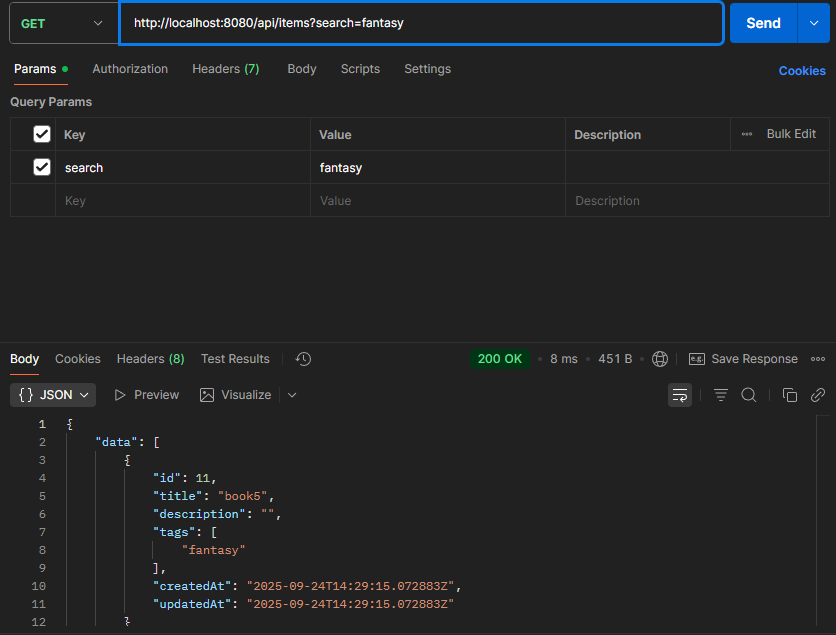 GET http://localhost:8080/api/items?search=fantasy Send
Params Authorization Headers (7) Body Scripts Settings Cookies
Query Params
Key Value Description Bulk Edit
search fantasy
Key Value Description
Body Cookies Headers (8) Test Results 200 OK 8 ms 451 B e.g. Save Response
{} JSON Preview Visualize
1 {
2 "data": [
3 {
4 "id": 11,
5 "title": "book5",
6 "description": "",
7 "tags": [
8 "fantasy"
9 ],
10 "createdAt": "2025-09-24T14:29:15.072883Z",
11 "updatedAt": "2025-09-24T14:29:15.072883Z"
12 }